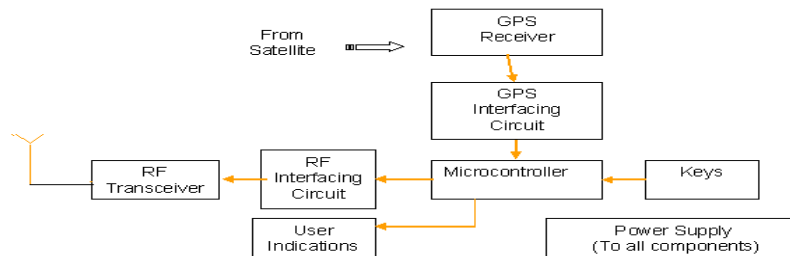 From
Satellite
GPS
Receiver
GPS
Interfacing
Circuit
RF
Transceiver
RF
Interfacing
Circuit
Microcontroller
Keys
User
Indications
Power Supply
(To all components)